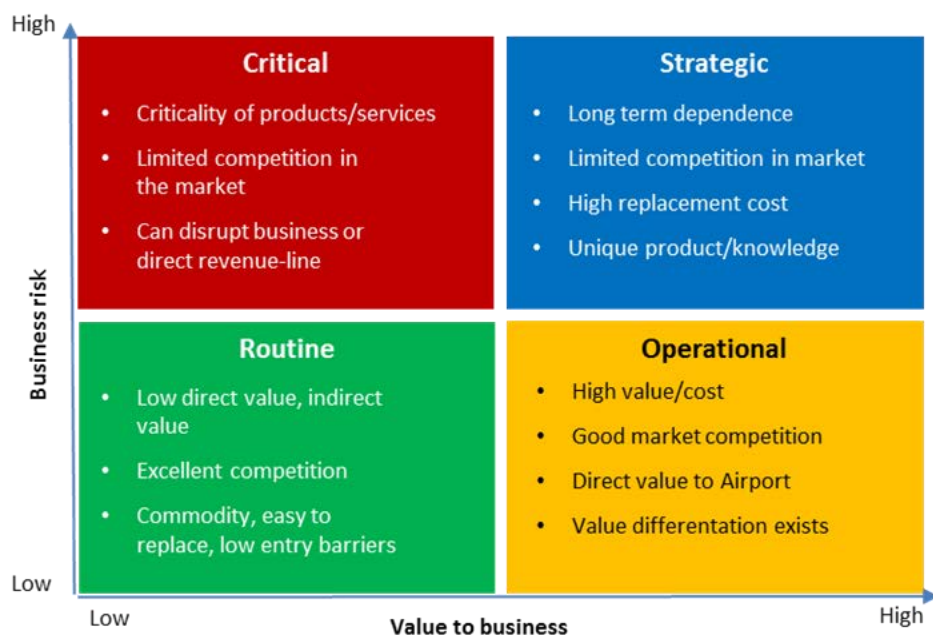 High
Critical
• Criticality of products/services
• Limited competition in
the market
• Can disrupt business or
direct revenue-line
Strategic
• Long term dependence
• Limited competition in market
• High replacement cost
• Unique product/knowledge
Business risk
Routine
• Low direct value, indirect
value
• Excellent competition
• Commodity, easy to
replace, low entry barriers
Operational
• High value/cost
• Good market competition
• Direct value to Airport
• Value differentation exists
Low
Low
Value to business
High